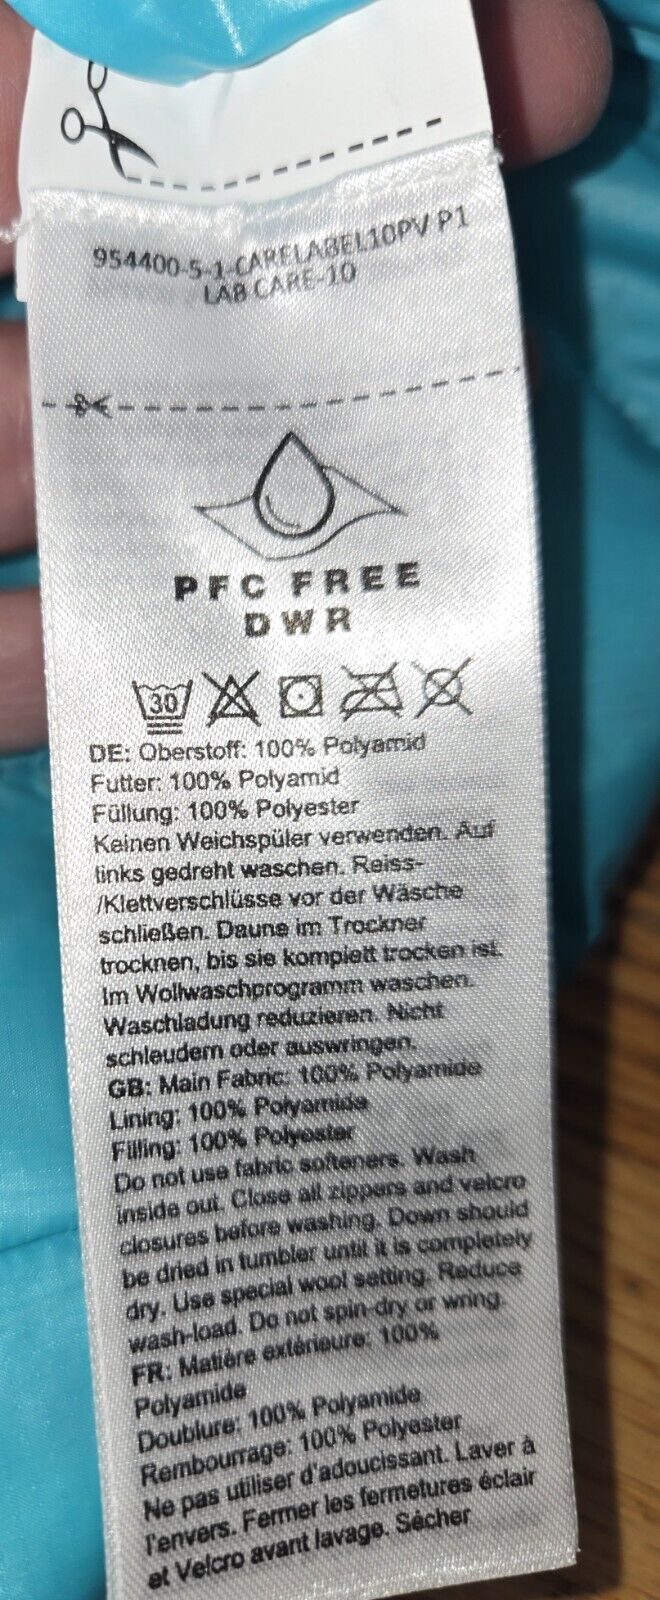 954400-5-1-CARELABEL10PV P1
LAB CARE-10
PFC FREE
DWR
30
DE: Oberstoff: 100% Polyamid
Futter: 100% Polyamid
Füllung: 100% Polyester
Keinen Weichspüler verwenden. Auf
links gedreht waschen. Reiss-
/Klettverschlüsse vor der Wäsche
schließen. Daune im Trockner
trocknen, bis sie komplett trocken ist.
Im Wollwaschprogramm waschen.
Waschladung reduzieren. Nicht
schleudern oder auswringen.
GB: Main Fabric: 100% Polyamide
Lining: 100% Polyamide
Filling: 100% Polyester
Do not use fabric softeners. Wash
inside out. Close all zippers and velcro
closures before washing. Down should
be dried in tumbler until it is completely
dry. Use special wool setting. Reduce
wash-load. Do not spin-dry or wring.
FR: Matière extérieure: 100%
Polyamide
Doublure: 100% Polyamide
Rembourrage: 100% Polyester
Ne pas utiliser d'adoucissant. Laver à
l'envers. Fermer les fermetures éclair
et Velcro avant lavage. Sécher